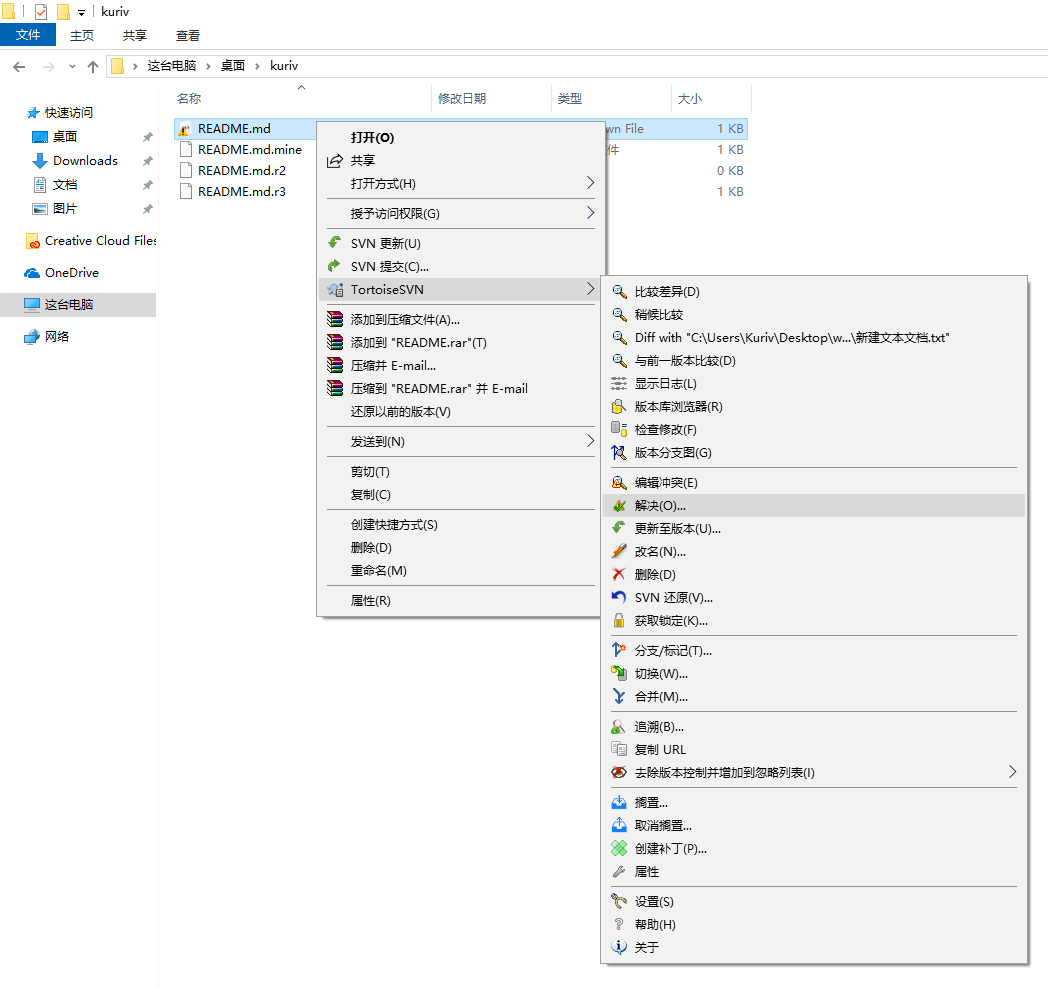 kuriv
文件 主页 共享 查看
这台电脑 桌面 kuriv
名称 修改日期 类型 大小
快速访问
桌面
Downloads
文档
图片
Creative Cloud Files
OneDrive
这台电脑
网络
README.md wn File 1 KB
README.md.mine 件 1 KB
README.md.r2 0 KB
README.md.r3 1 KB
打开(O)
共享
打开方式(H)
授予访问权限(G)
SVN 更新(U)
SVN 提交(C)...
TortoiseSVN
添加到压缩文件(A)...
添加到 "README.rar"(T)
压缩并 E-mail...
压缩到 "README.rar" 并 E-mail
还原以前的版本(V)
发送到(N)
剪切(T)
复制(C)
创建快捷方式(S)
删除(D)
重命名(M)
属性(R)
比较差异(D)
稍候比较
Diff with "C:\Users\Kuriv\Desktop\w...\新建文本文档.txt"
与前一版本比较(D)
显示日志(L)
版本库浏览器(R)
检查修改(F)
版本分支图(G)
编辑冲突(E)
解决(O)...
更新至版本(U)...
改名(N)...
删除(D)
SVN 还原(V)...
获取锁定(K)...
分支/标记(T)...
切换(W)...
合并(M)...
追溯(B)...
复制 URL
去除版本控制并增加到忽略列表(I)
搁置...
取消搁置...
创建补丁(P)...
属性
设置(S)
帮助(H)
关于